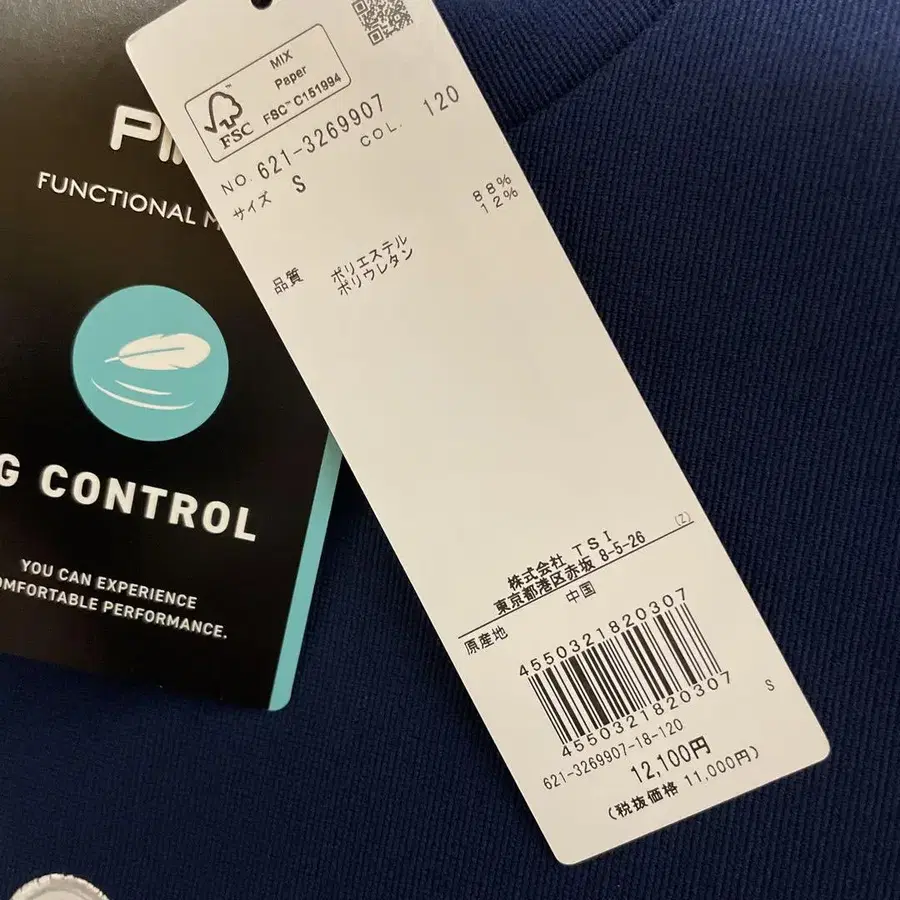 FUNCTIONAL
CONTROL
YOU CAN EXPERIENCE
PERFORMANCE.
MIX
Paper
FSC™ C151994
FSC
NO. 621-3269907 COL. 120
サイズ S
品質 ポリエステル 88%
ポリウレタン 12%
(2)
株式会社 TSI
東京都港区赤坂 8-5-26
原産地 中国
4550321820307
4550321820307
621-3269907-18-120 S
12,100円
(税抜価格 11,000円)